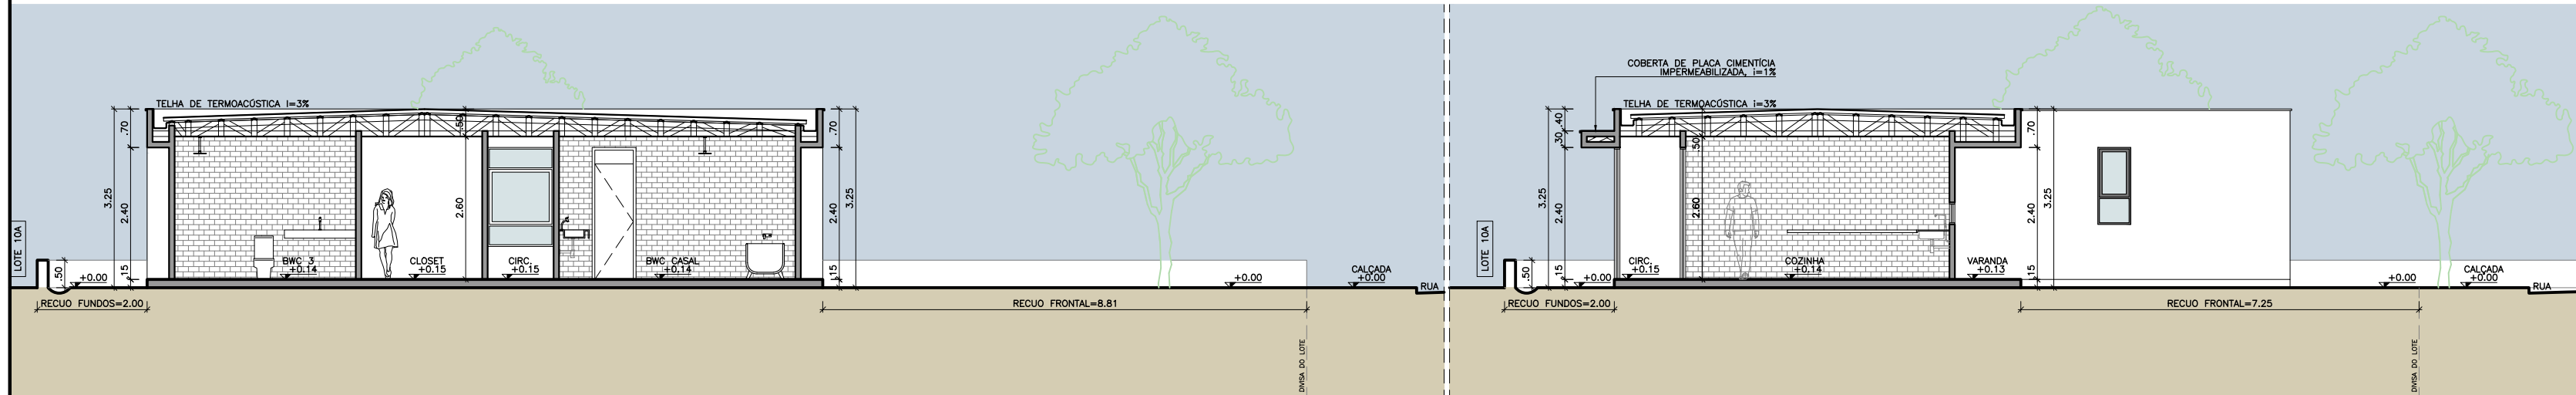 TELHA DE TERMOACÚSTICA I=3%
.70
3.25
2.40
.15
LOTE 10A
.50
+0.00
RECUO FUNDOS=2.00
BWC 3
+0.14
CLOSET
+0.15
2.60
.60
CIRC.
+0.15
BWC CASAL
+0.14
.70
2.40
3.25
.15
RECUO FRONTAL=8.81
+0.00
DIVISA DO LOTE
CALÇADA
+0.00
RUA
COBERTA DE PLACA CIMENTÍCIA
IMPERMEABILIZADA, i=1%
TELHA DE TERMOACÚSTICA i=3%
.40
.30
3.25
2.40
.15
LOTE 10A
.50
+0.00
RECUO FUNDOS=2.00
CIRC.
+0.15
.50
2.60
COZINHA
+0.14
VARANDA
+0.13
.70
2.40
3.25
.15
RECUO FRONTAL=7.25
+0.00
DIVISA DO LOTE
CALÇADA
+0.00
RUA